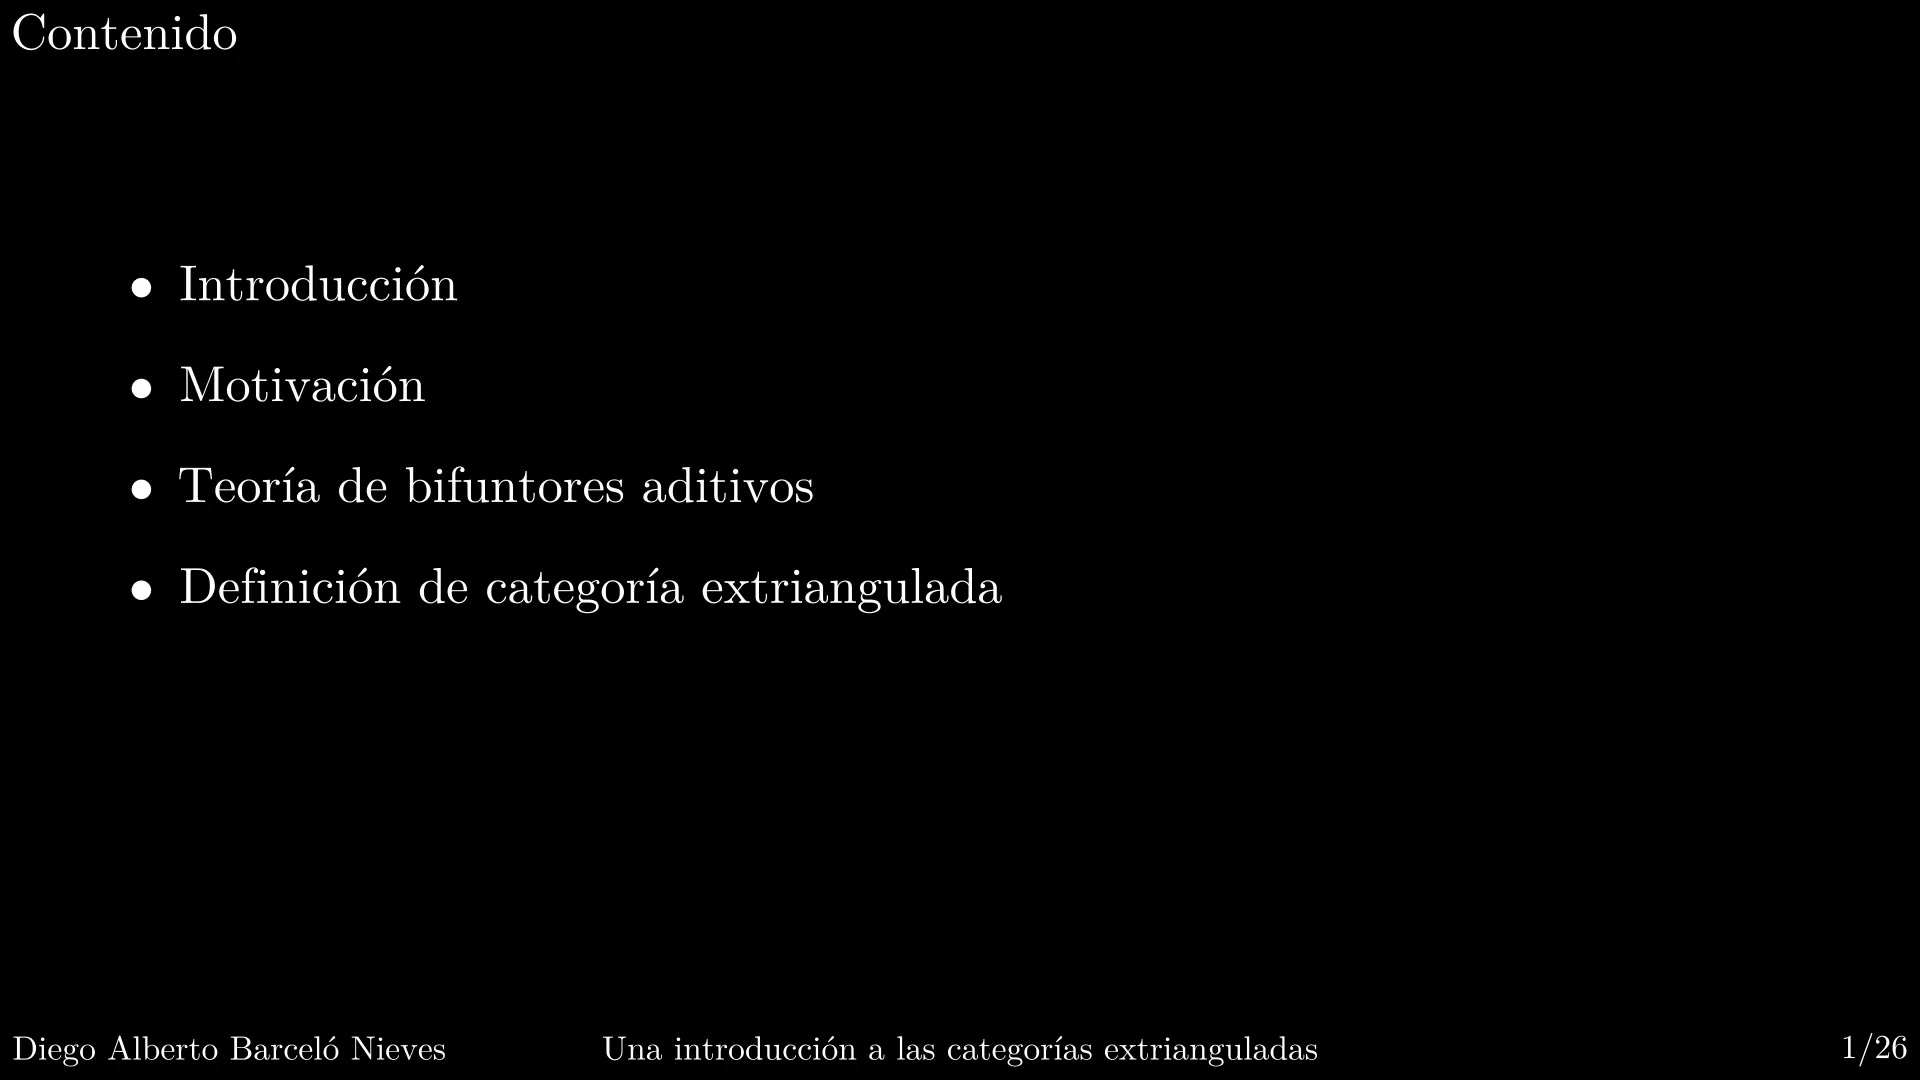 Contenido
• Introducción
• Motivación
• Teoría de bifuntores aditivos
• Definición de categoría extriangulada
Diego Alberto Barceló Nieves
Una introducción a las categorías extrianguladas
1/26